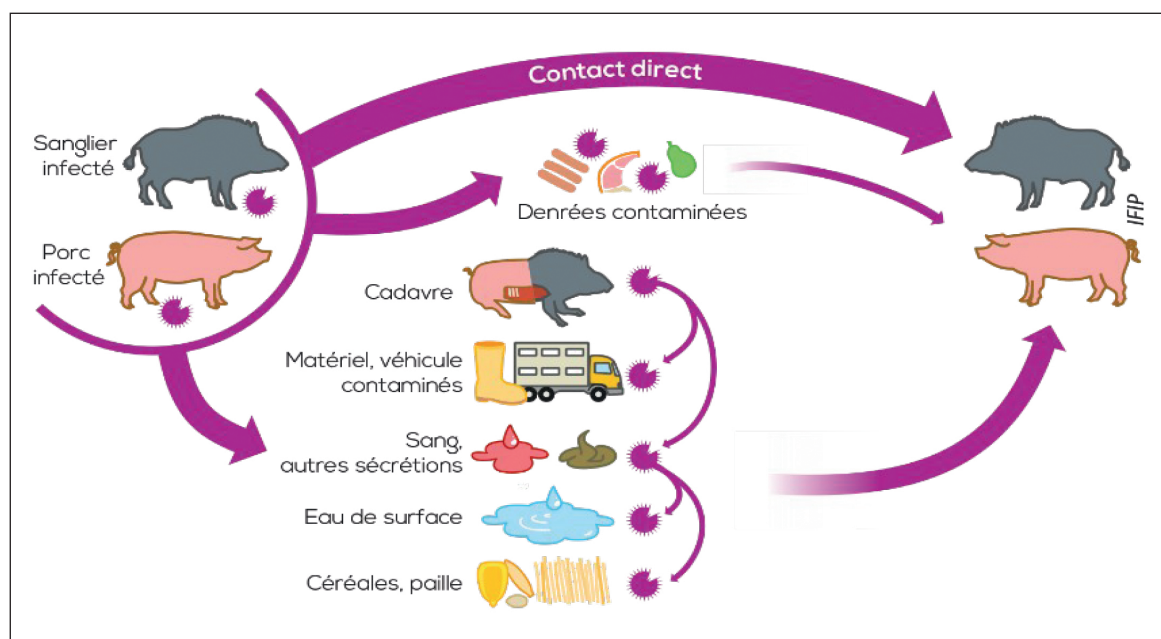 Contact direct
Sanglier
infecté
Denrées contaminées
IFIP
Porc
infecté
Cadavre
Matériel, véhicule
contaminés
Sang,
autres sécrétions
Eau de surface
Céréales, paille